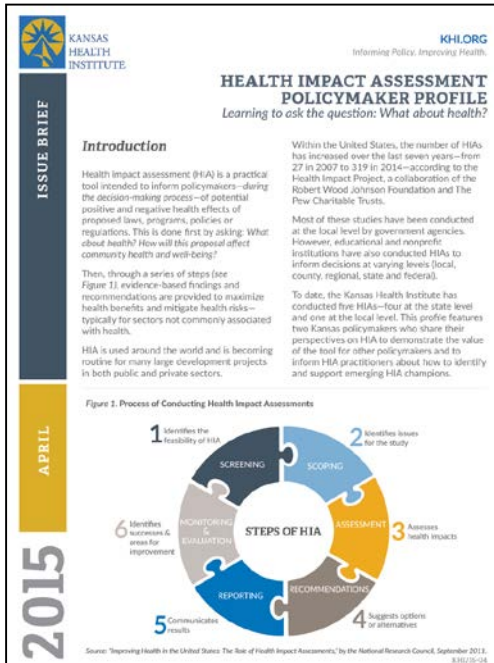 KANSAS
HEALTH
INSTITUTE
KHI.ORG
Informing Policy. Improving Health.
HEALTH IMPACT ASSESSMENT
POLICYMAKER PROFILE
Learning to ask the question: What about health?
ISSUE BRIEF
APRIL
2015
Introduction
Health impact assessment (HIA) is a practical
tool intended to inform policymakers—during
the decision-making process—of potential
positive and negative health effects of
proposed laws, programs, policies or
regulations. This is done first by asking: What
about health? How will this proposal affect
community health and well-being?
Then, through a series of steps (see
Figure 1), evidence-based findings and
recommendations are provided to maximize
health benefits and mitigate health risks—
typically for sectors not commonly associated
with health.
HIA is used around the world and is becoming
routine for many large development projects
in both public and private sectors.
Within the United States, the number of HIAs
has increased over the last seven years—from
27 in 2007 to 319 in 2014—according to the
Health Impact Project, a collaboration of the
Robert Wood Johnson Foundation and The
Pew Charitable Trusts.
Most of these studies have been conducted
at the local level by government agencies.
However, educational and nonprofit
institutions have also conducted HIAs to
inform decisions at varying levels (local,
county, regional, state and federal).
To date, the Kansas Health Institute has
conducted five HIAs—four at the state level
and one at the local level. This profile features
two Kansas policymakers who share their
perspectives on HIA to demonstrate the value
of the tool for other policymakers and to
inform HIA practitioners about how to identify
and support emerging HIA champions.
Figure 1. Process of Conducting Health Impact Assessments
1 Identifies the
feasibility of HIA
SCREENING
2 Identifies issues
for the study
SCOPING
ASSESSMENT
3 Assesses
health impacts
RECOMMENDATIONS
4 Suggests options
or alternatives
REPORTING
5 Communicates
results
MONITORING
&
EVALUATION
6 Identifies
successes &
areas for
improvement
STEPS OF HIA
Source: "Improving Health in the United States: The Role of Health Impact Assessments," by the National Research Council, September 2011.
KHI/15-04